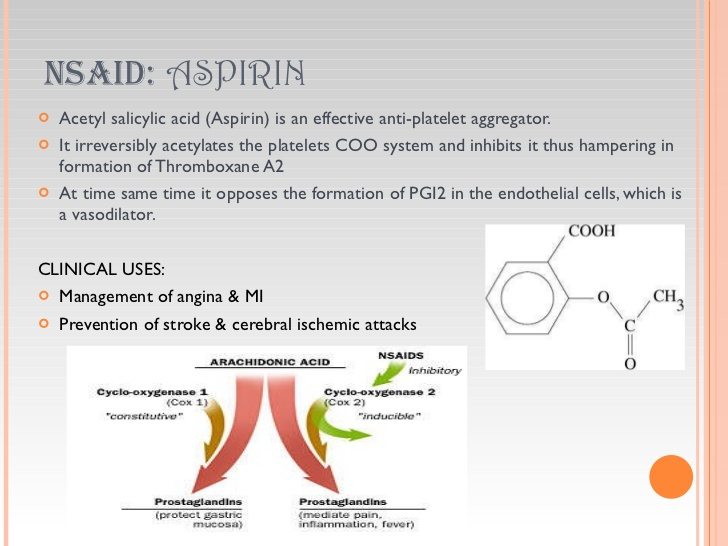 NSAID: ASPIRIN
Acetyl salicylic acid (Aspirin) is an effective anti-platelet aggregator.
It irreversibly acetylates the platelets COO system and inhibits it thus hampering in
formation of Thromboxane A2
At time same time it opposes the formation of PGI2 in the endothelial cells, which is
a vasodilator.
COOH
O
CH3
C
O
CLINICAL USES:
Management of angina & MI
Prevention of stroke & cerebral ischemic attacks
ARACHIDONIC ACID
NSAIDS
Inhibitory
Cyclo-oxygenase 1
(Cox 1)
"constitutive"
Cyclo-oxygenase 2
(Cox 2)
"inducible"
Prostaglandins
(protect gastric
mucosa)
Prostaglandins
(mediate pain,
inflammation, fever)